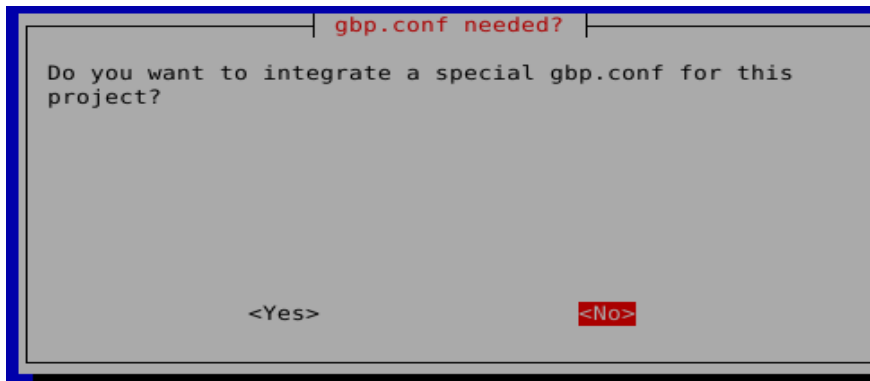 gbp.conf needed?
Do you want to integrate a special gbp.conf for this
project?
<Yes> <No>